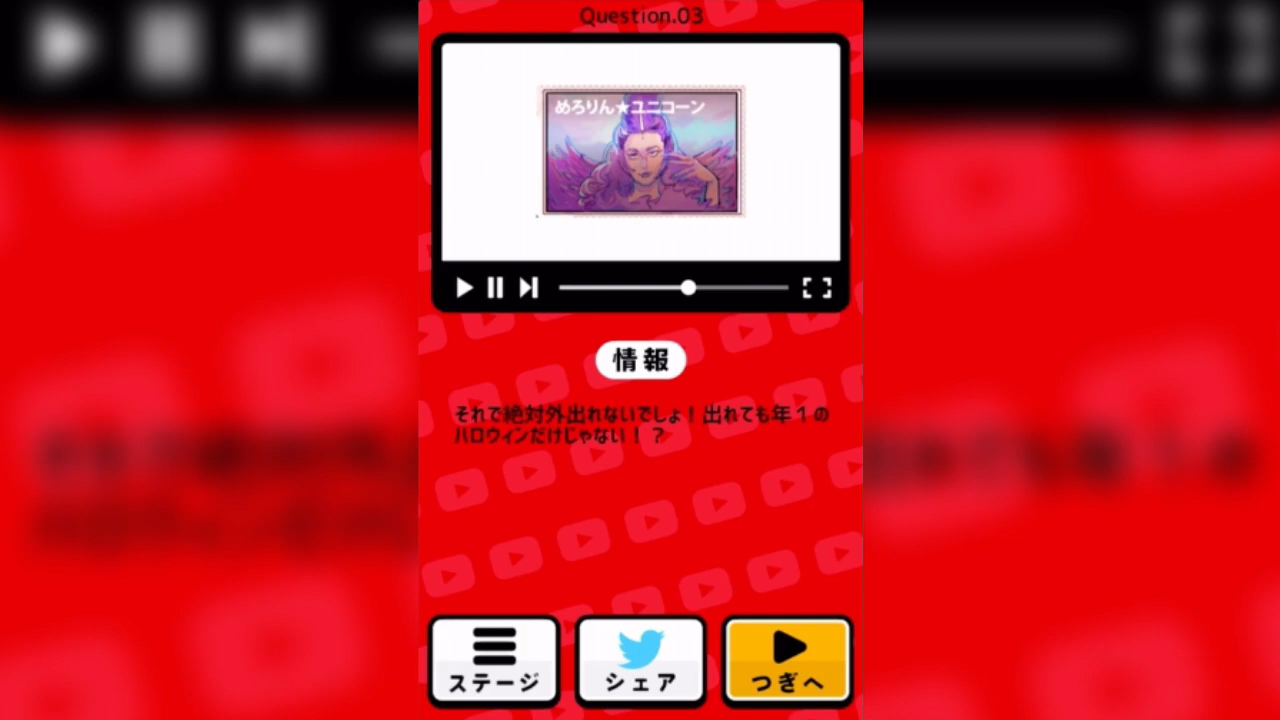 Question.03
めろりん★ユニコーン
情報
それで絶対外出れないでしょ！出れても年１の
ハロウィンだけじゃない！？
ステージ
シェア
つぎへ